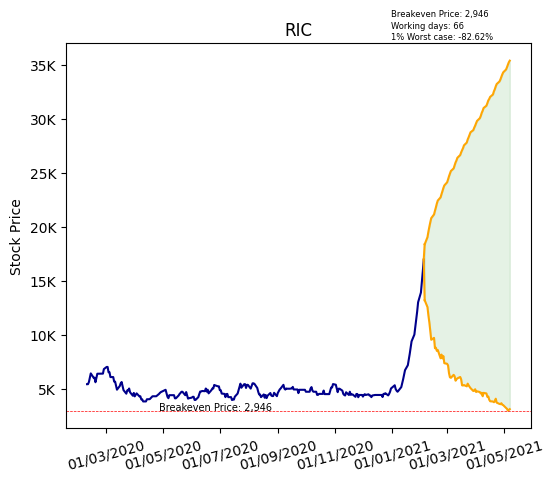 Breakeven Price: 2,946
Working days: 66
1% Worst case: -82.62%
RIC
Stock Price
35K
30K
25K
20K
15K
10K
5K
Breakeven Price: 2,946
01/03/2020
01/05/2020
01/07/2020
01/09/2020
01/11/2020
01/01/2021
01/03/2021
01/05/2021